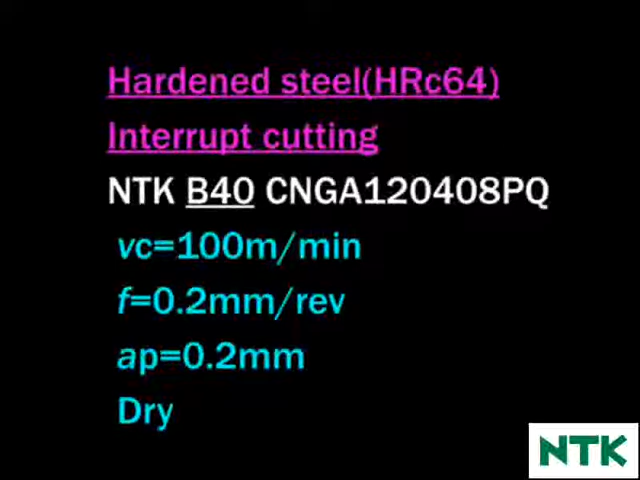 Hardened steel(HRc64)
Interrupt cutting
NTK B40 CNGA120408PQ
vc=100m/min
f=0.2mm/rev
ap=0.2mm
Dry
NTK